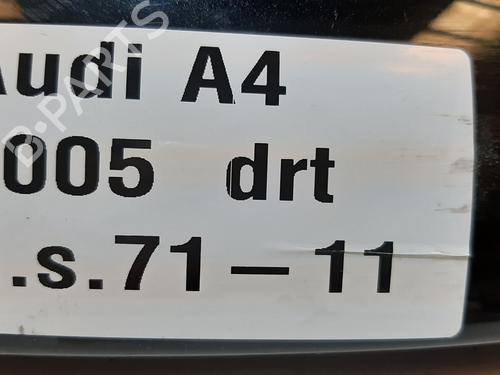 Audi A4
005 drt
.s.71-11
B-PARTS